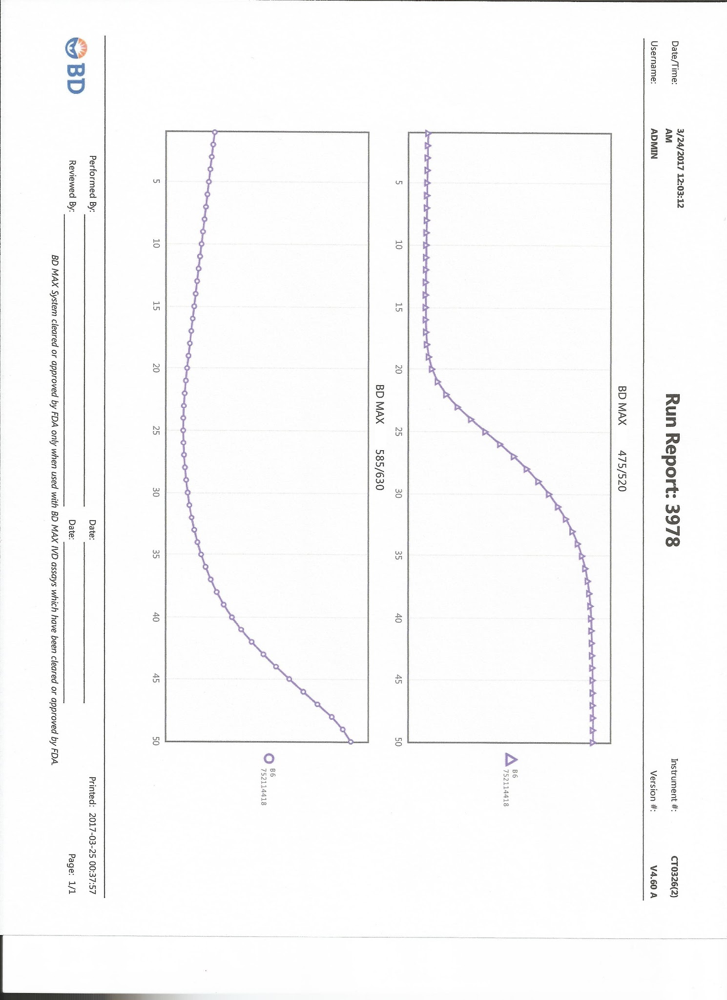 Run Report: 3978
Date/Time: 3/24/2017 12:03:12 AM
Instrument #: CT0326(2)
Username: ADMIN
Version #: V4.60 A
BD MAX 475/520
5 10 15 20 25 30 35 40 45 50
B6
752114418
BD MAX 585/630
5 10 15 20 25 30 35 40 45 50
B6
752114418
BD
Performed By: Date:
Printed: 2017-03-25 00:37:57
Reviewed By: Date:
Page: 1/1
BD MAX System cleared or approved by FDA only when used with BD MAX IVD assays which have been cleared or approved by FDA.